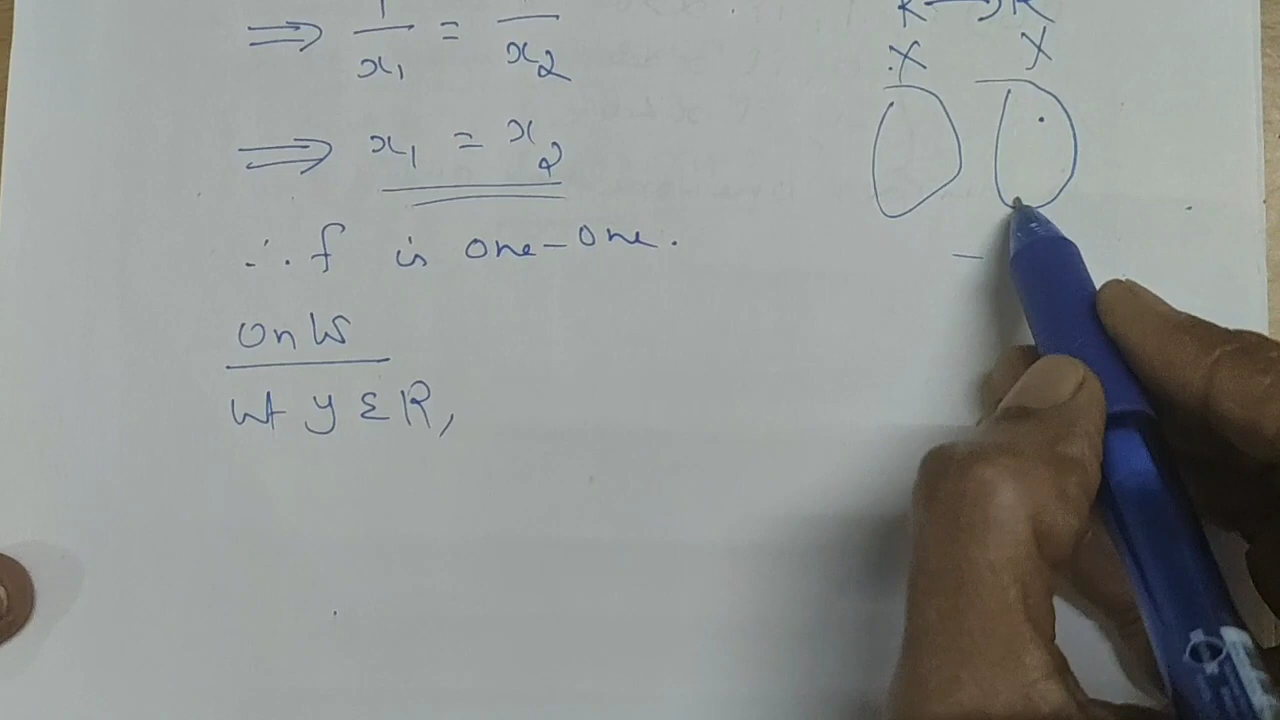 ⟹ 1/x₁ = 1/x₂
⟹ x₁ = x₂
∴ f is one-one.
onto
let y ∈ R,
R → R
X Y